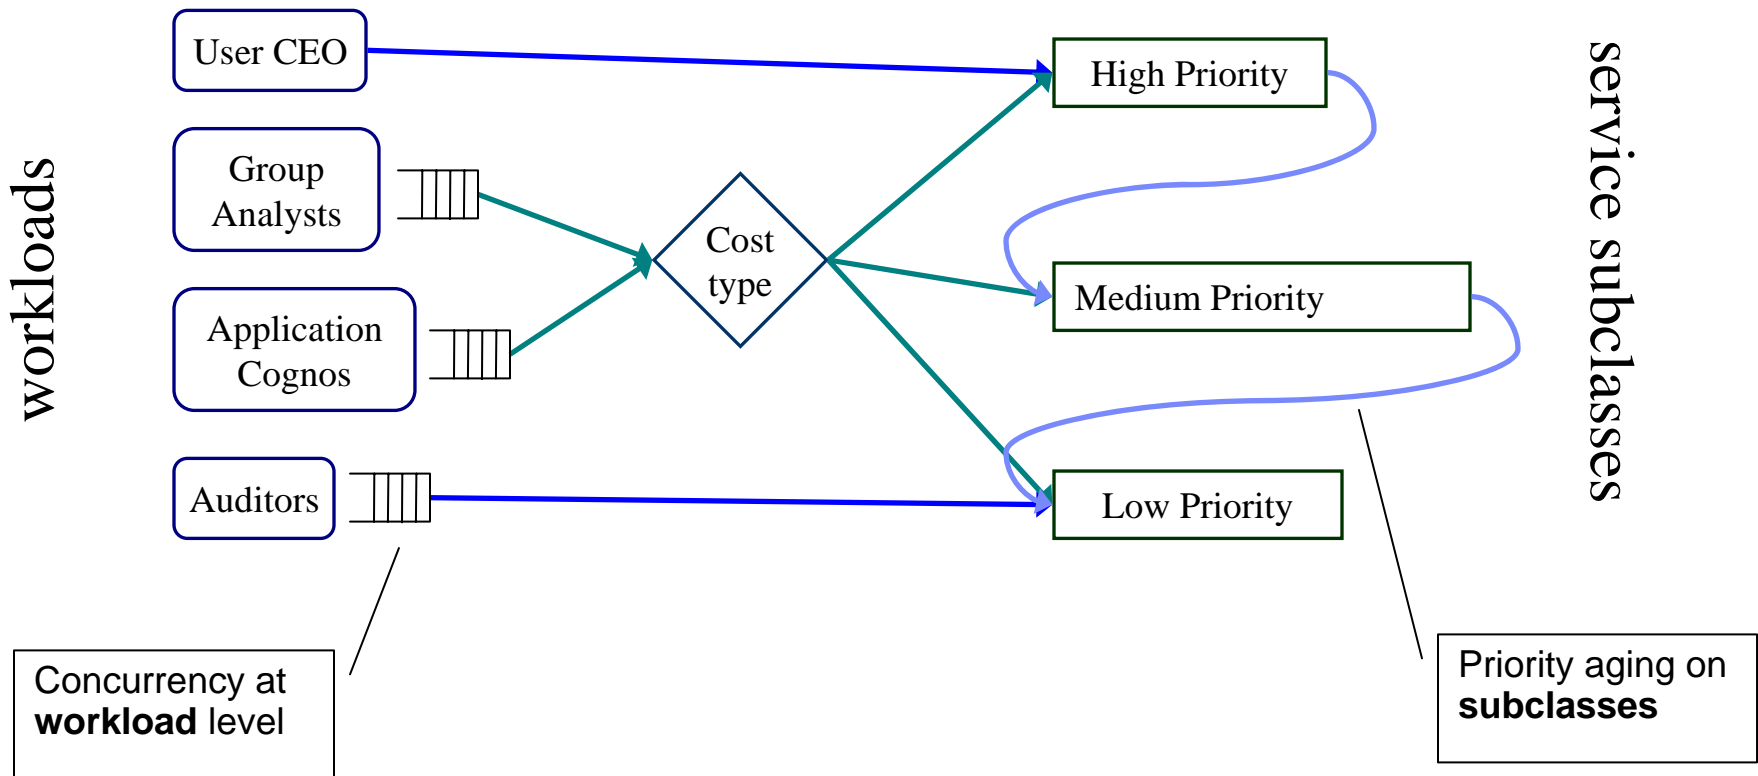 workloads
User CEO
Group
Analysts
Application
Cognos
Auditors
Cost
type
High Priority
Medium Priority
Low Priority
service subclasses
Concurrency at
workload level
Priority aging on
subclasses